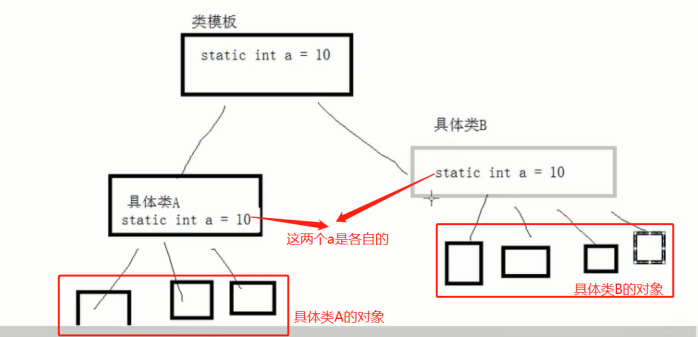 类模板
static int a = 10
具体类B
static int a = 10
具体类A
static int a = 10
这两个a是各自的
具体类B的对象
具体类A的对象